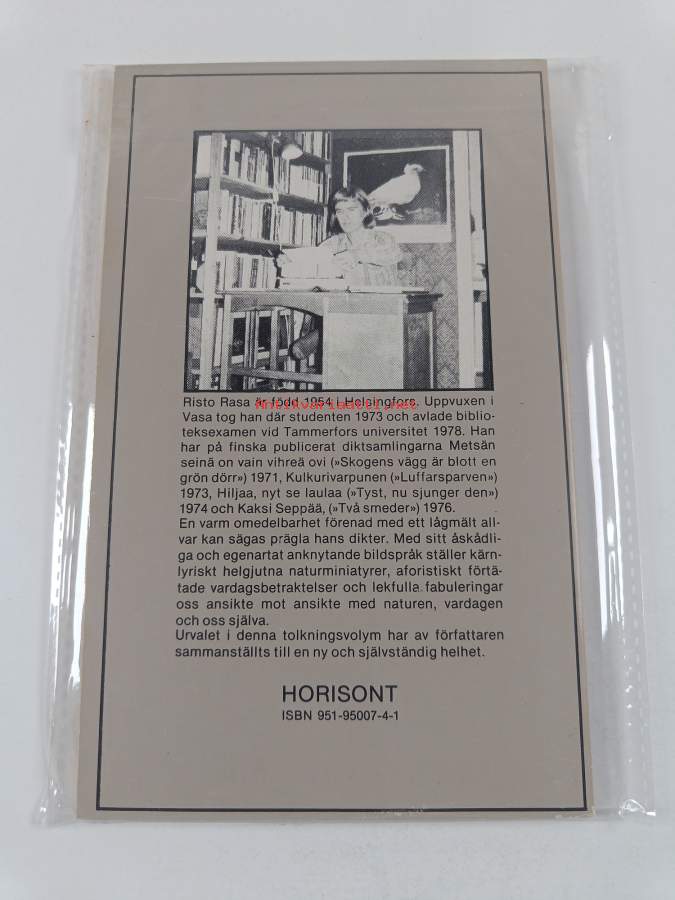 Risto Rasa är född 1954 i Helsingfors. Uppvuxen i
Antikvariaatti.net
Vasa tog han där studenten 1973 och avlade biblio-
teksexamen vid Tammerfors universitet 1978. Han
har på finska publicerat diktsamlingarna Metsän
seinä on vain vihreä ovi (»Skogens vägg är blott en
grön dörr») 1971, Kulkurivarpunen (»Luffarsparven»)
1973, Hiljaa, nyt se laulaa (»Tyst, nu sjunger den»)
1974 och Kaksi Seppää, (»Två smeder») 1976.
En varm omedelbarhet förenad med ett lågmält all-
var kan sägas prägla hans dikter. Med sitt åskådli-
ga och egenartat anknytande bildspråk ställer kärn-
lyriskt helgjutna naturminiatyrer, aforistiskt förtä-
tade vardagsbetraktelser och lekfulla fabuleringar
oss ansikte mot ansikte med naturen, vardagen
och oss själva.
Urvalet i denna tolkningsvolym har av författaren
sammanställts till en ny och självständig helhet.
HORISONT
ISBN 951-95007-4-1